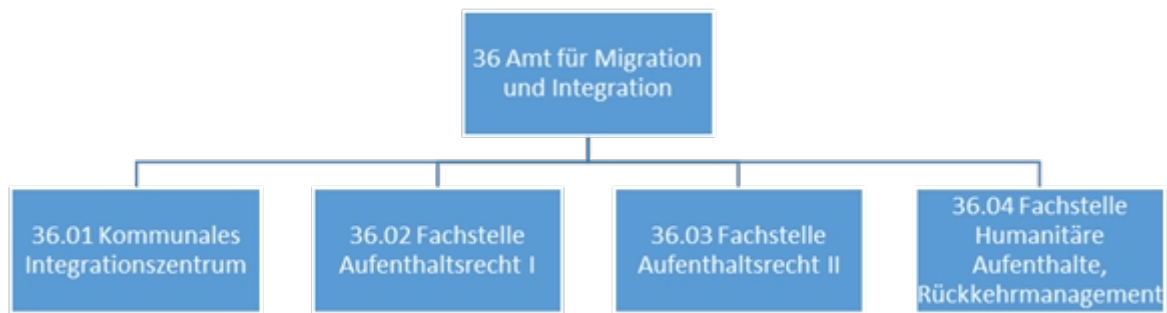 36 Amt für Migration
und Integration
36.01 Kommunales
Integrationszentrum
36.02 Fachstelle
Aufenthaltsrecht I
36.03 Fachstelle
Aufenthaltsrecht II
36.04 Fachstelle
Humanitäre
Aufenthalte,
Rückkehrmanagement